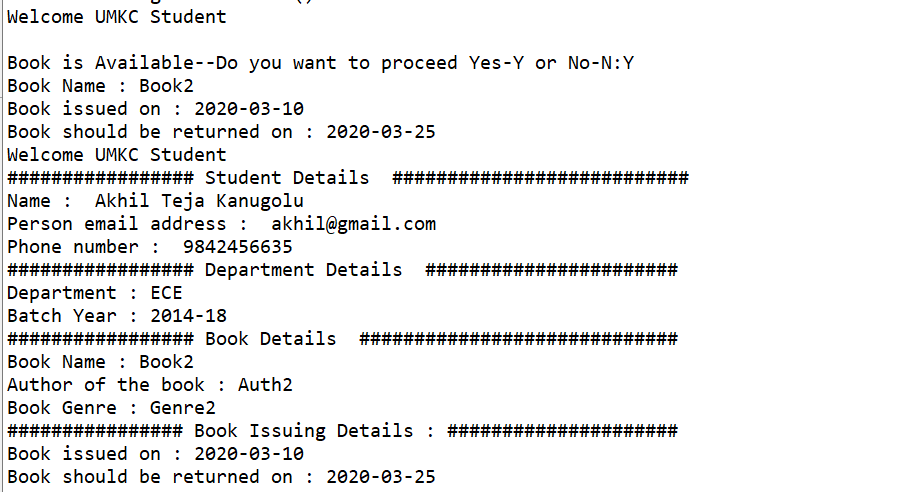 Welcome UMKC Student
Book is Available--Do you want to proceed Yes-Y or No-N:Y
Book Name : Book2
Book issued on : 2020-03-10
Book should be returned on : 2020-03-25
Welcome UMKC Student
################# Student Details  ###########################
Name :  Akhil Teja Kanugolu
Person email address :  akhil@gmail.com
Phone number :  9842456635
################# Department Details  #######################
Department : ECE
Batch Year : 2014-18
################# Book Details  #############################
Book Name : Book2
Author of the book : Auth2
Book Genre : Genre2
################ Book Issuing Details : #####################
Book issued on : 2020-03-10
Book should be returned on : 2020-03-25